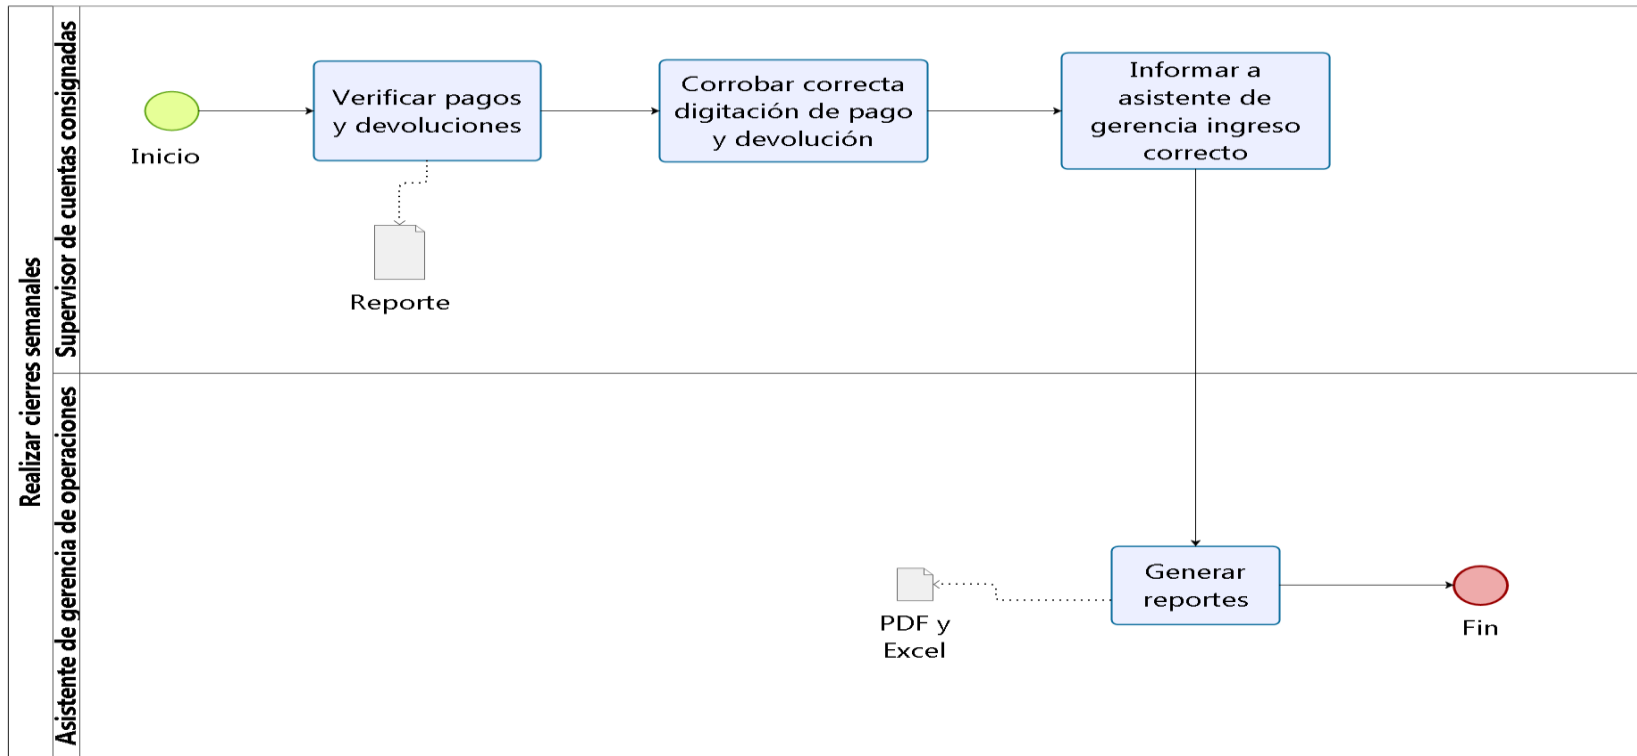 Realizar cierres semanales
Supervisor de cuentas consignadas
Inicio
Verificar pagos
y devoluciones
Reporte
Corrobar correcta
digitación de pago
y devolución
Informar a
asistente de
gerencia ingreso
correcto
Asistente de gerencia de operaciones
Generar
reportes
PDF y
Excel
Fin